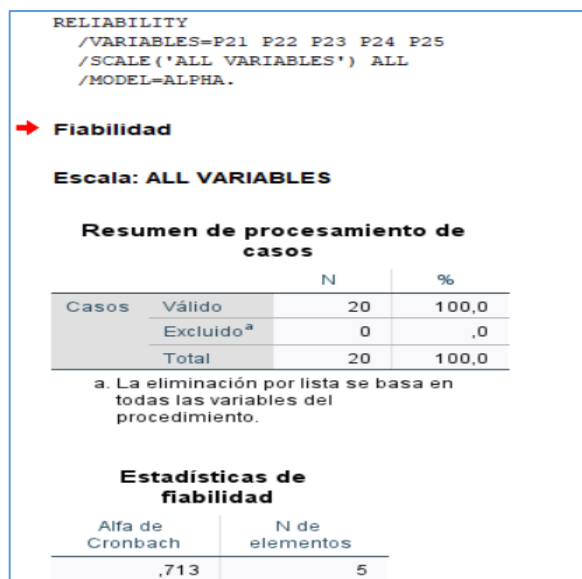 RELIABILITY
/VARIABLES=P21 P22 P23 P24 P25
/SCALE('ALL VARIABLES') ALL
/MODEL=ALPHA.
Fiabilidad
Escala: ALL VARIABLES
Resumen de procesamiento de
casos
N %
Casos Válido 20 100,0
Excluido^a 0 ,0
Total 20 100,0
a. La eliminación por lista se basa en
todas las variables del
procedimiento.
Estadísticas de
fiabilidad
Alfa de N de
Cronbach elementos
,713 5